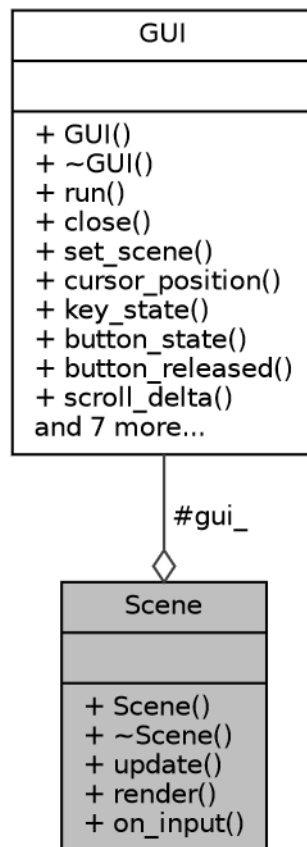 GUI
+ GUI()
+ ~GUI()
+ run()
+ close()
+ set_scene()
+ cursor_position()
+ key_state()
+ button_state()
+ button_released()
+ scroll_delta()
and 7 more...
#gui_
Scene
+ Scene()
+ ~Scene()
+ update()
+ render()
+ on_input()